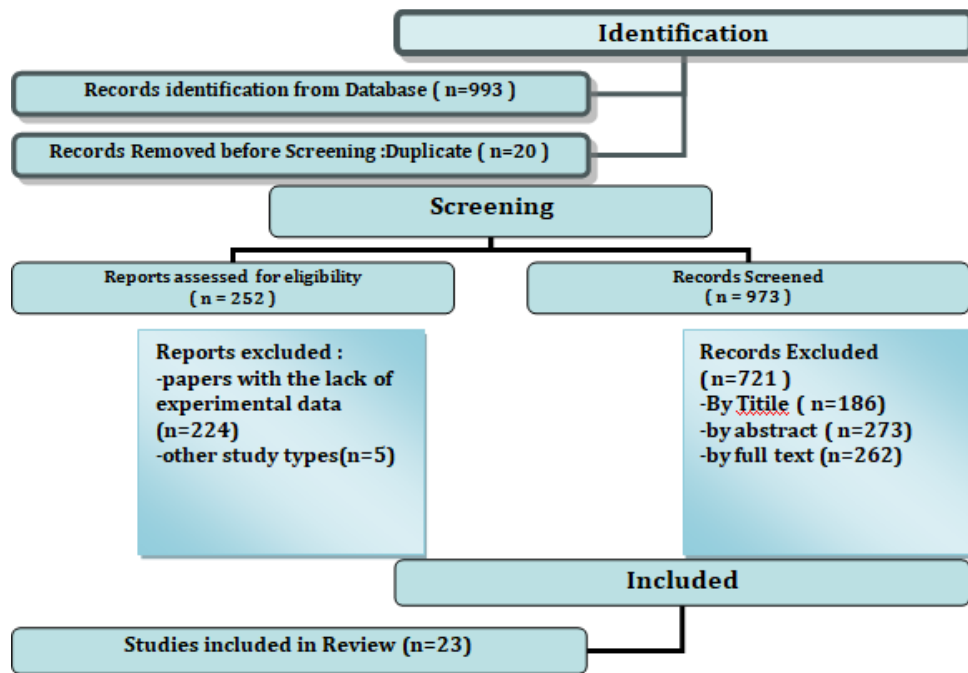 Identification
Records identification from Database ( n=993 )
Records Removed before Screening :Duplicate ( n=20 )
Screening
Reports assessed for eligibility
( n = 252 )
Records Screened
( n = 973 )
Reports excluded :
-papers with the lack of
experimental data
(n=224)
-other study types(n=5)
Records Excluded
(n=721 )
-By Titile ( n=186)
-by abstract ( n=273)
-by full text (n=262)
Included
Studies included in Review (n=23)